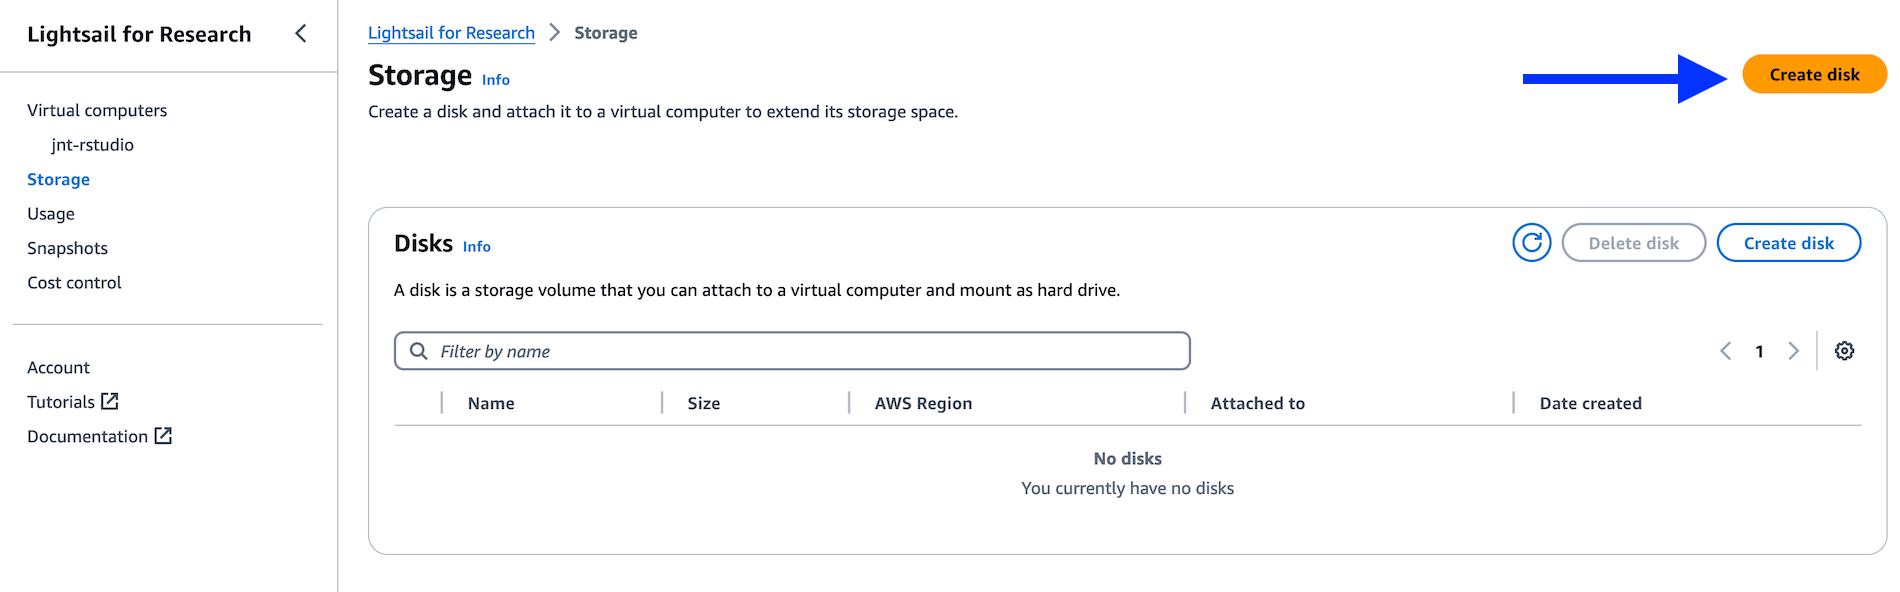 Lightsail for Research
Virtual computers
jnt-rstudio
Storage
Usage
Snapshots
Cost control
Account
Tutorials
Documentation
Lightsail for Research > Storage
Storage Info
Create disk
Create a disk and attach it to a virtual computer to extend its storage space.
Disks Info
Delete disk
Create disk
A disk is a storage volume that you can attach to a virtual computer and mount as hard drive.
Filter by name
1
Name Size AWS Region Attached to Date created
No disks
You currently have no disks